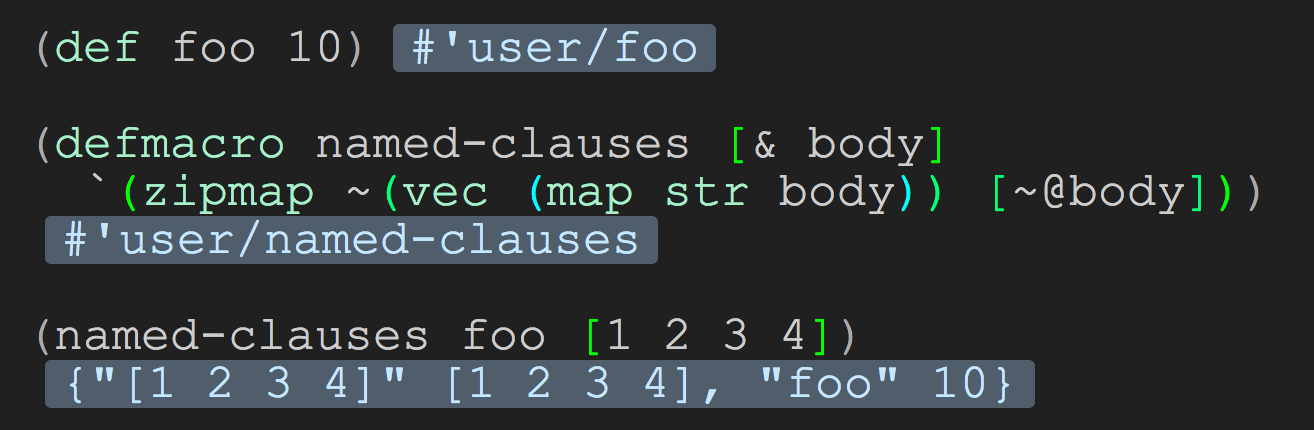 (def foo 10) #'user/foo
(defmacro named-clauses [& body]
`(zipmap ~(vec (map str body)) [~@body]))
#'user/named-clauses
(named-clauses foo [1 2 3 4])
{"[1 2 3 4]" [1 2 3 4], "foo" 10}